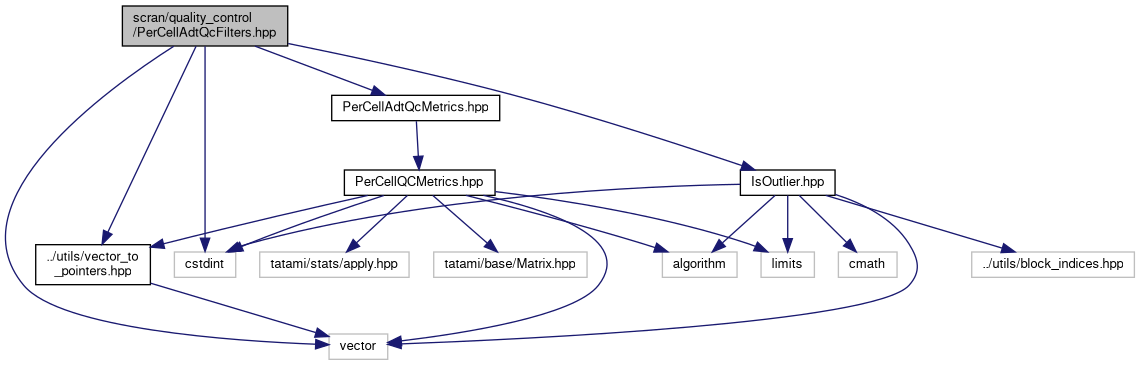 scran/quality_control
/PerCellAdtQcFilters.hpp
PerCellAdtQcMetrics.hpp
PerCellQCMetrics.hpp
IsOutlier.hpp
../utils/vector_to
_pointers.hpp
cstdint
tatami/stats/apply.hpp
tatami/base/Matrix.hpp
algorithm
limits
cmath
../utils/block_indices.hpp
vector